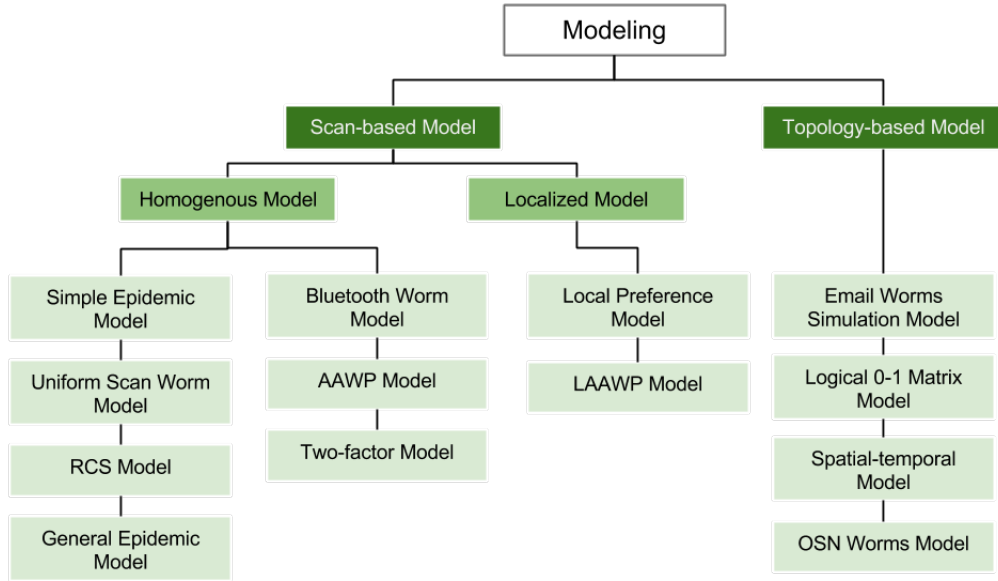 Modeling
Scan-based Model
Topology-based Model
Homogenous Model
Localized Model
Simple Epidemic
Model
Uniform Scan Worm
Model
RCS Model
General Epidemic
Model
Bluetooth Worm
Model
AAWP Model
Two-factor Model
Local Preference
Model
LAAWP Model
Email Worms
Simulation Model
Logical 0-1 Matrix
Model
Spatial-temporal
Model
OSN Worms Model